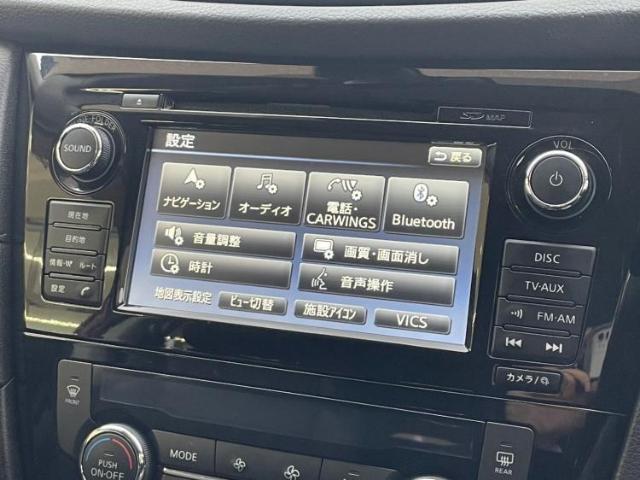 SD MAP
SOUND
VOL
設定
戻る
ナビゲーション
オーディオ
電話・
CARWINGS
Bluetooth
音量調整
画質・画面消し
時計
音声操作
地図表示設定
ビュー切替
施設アイコン
VICS
現在地
目的地
情報・VI ルート
設定
DISC
TV-AUX
FM・AM
カメラ/
FRONT
PUSH
ON・OFF
MODE
REAR